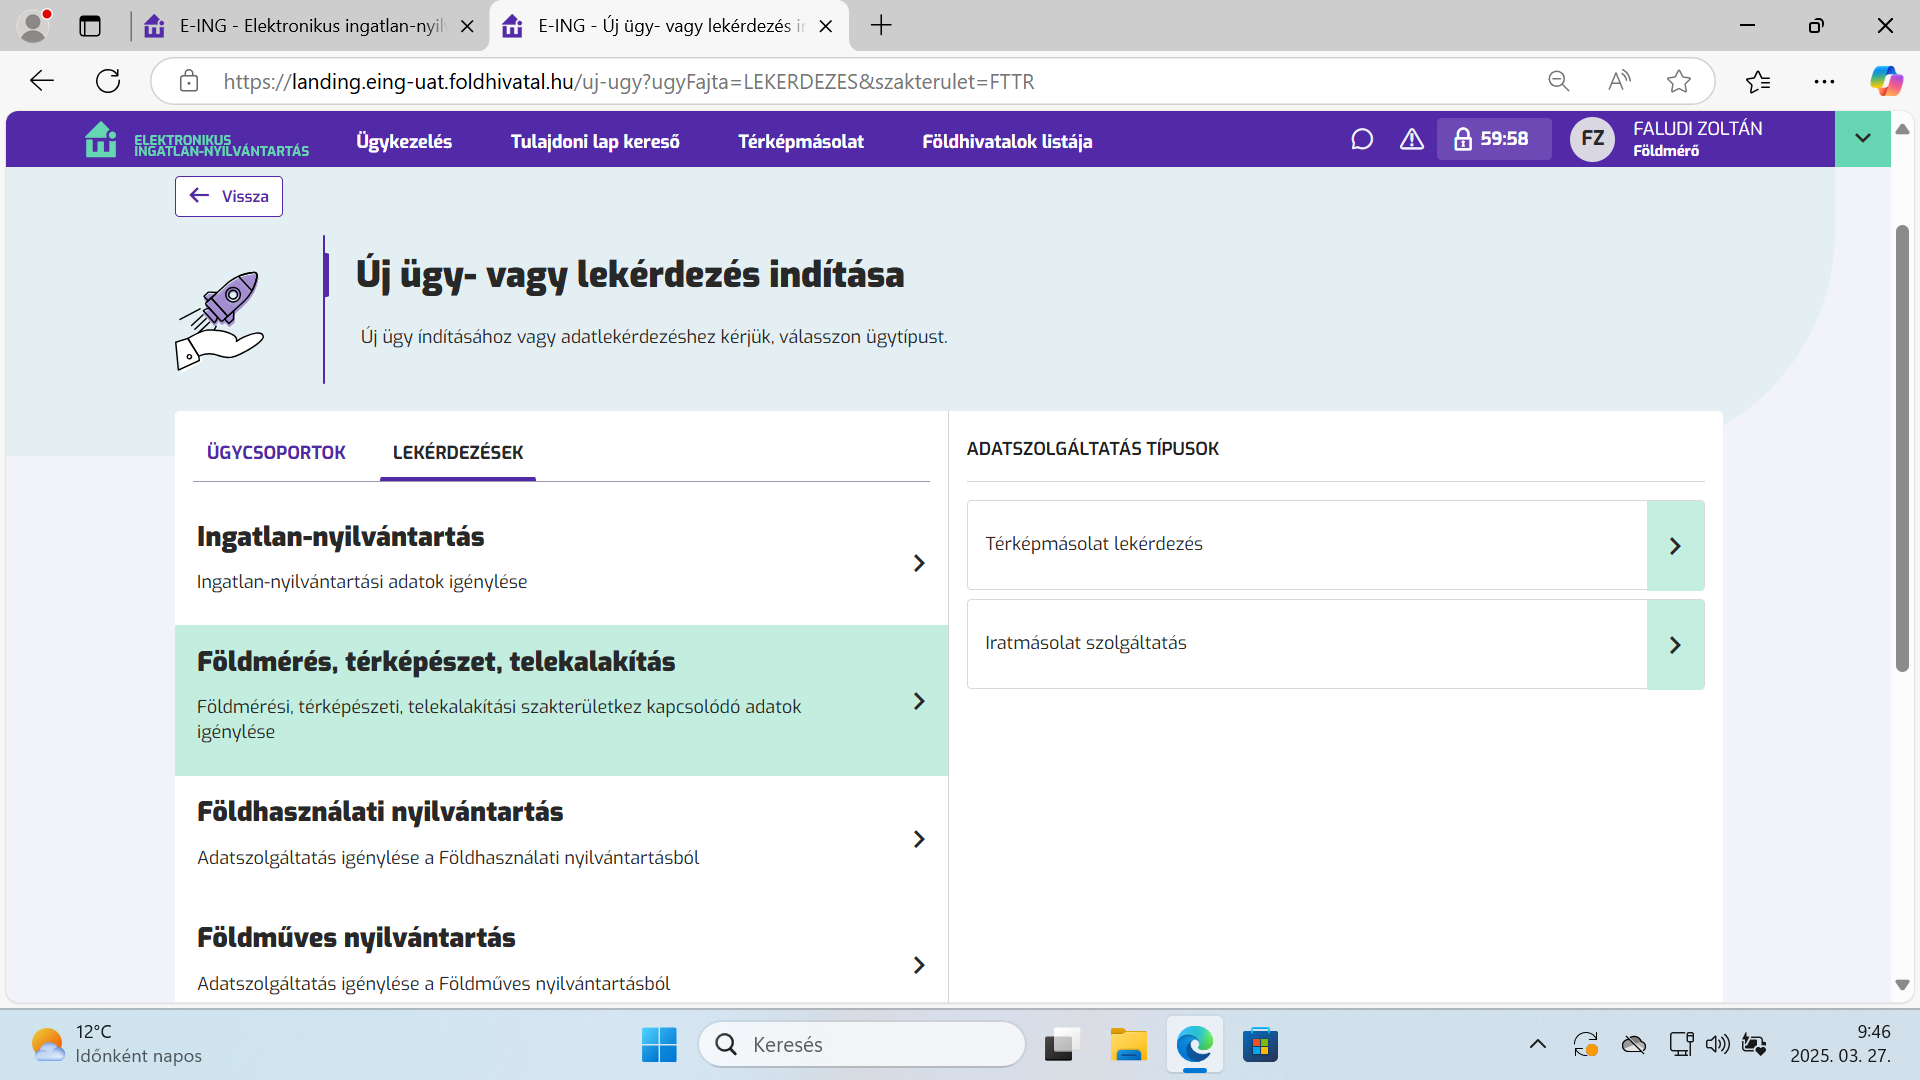 E-ING - Elektronikus ingatlan-nyil
E-ING - Új ügy- vagy lekérdezés i
https://landing.eing-uat.foldhivatal.hu/uj-ugy?ugyFajta=LEKERDEZES&szakterulet=FTTR
ELEKTRONIKUS
INGATLAN-NYILVÁNTARTÁS
Ügykezelés
Tulajdoni lap kereső
Térképmásolat
Földhivatalok listája
59:58
FZ
FALUDI ZOLTÁN
Földmérő
Vissza
Új ügy- vagy lekérdezés indítása
Új ügy índításához vagy adatlekérdezéshez kérjük, válasszon ügytípust.
ÜGYCSOPORTOK
LEKÉRDEZÉSEK
Ingatlan-nyilvántartás
Ingatlan-nyilvántartási adatok igénylése
Földmérés, térképészet, telekalakítás
Földmérési, térképészeti, telekalakítási szakterületkez kapcsolódó adatok
igénylése
Földhasználati nyilvántartás
Adatszolgáltatás igénylése a Földhasználati nyilvántartásból
Földműves nyilvántartás
Adatszolgáltatás igénylése a Földműves nyilvántartásból
ADATSZOLGÁLTATÁS TÍPUSOK
Térképmásolat lekérdezés
Iratmásolat szolgáltatás
12°C
Időnként napos
Keresés
9:46
2025. 03. 27.